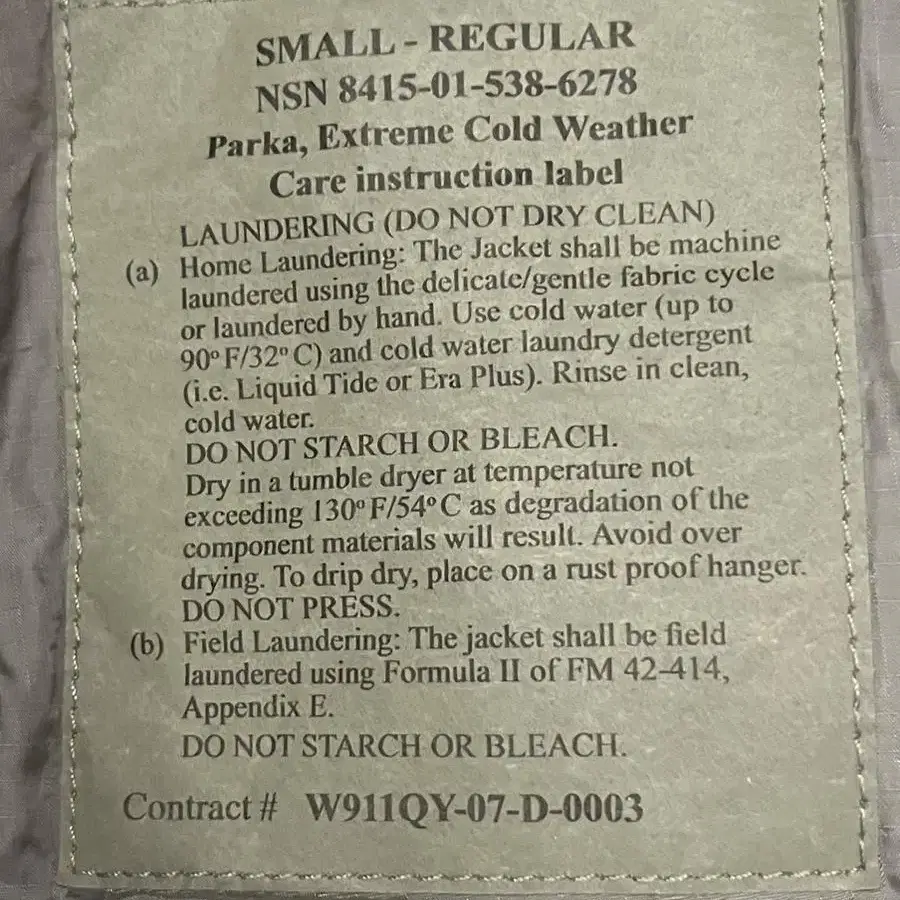 SMALL - REGULAR
NSN 8415-01-538-6278
Parka, Extreme Cold Weather
Care instruction label
LAUNDERING (DO NOT DRY CLEAN)
(a) Home Laundering: The Jacket shall be machine
laundered using the delicate/gentle fabric cycle
or laundered by hand. Use cold water (up to
90º F/32º C) and cold water laundry detergent
(i.e. Liquid Tide or Era Plus). Rinse in clean,
cold water.
DO NOT STARCH OR BLEACH.
Dry in a tumble dryer at temperature not
exceeding 130º F/54º C as degradation of the
component materials will result. Avoid over
drying. To drip dry, place on a rust proof hanger.
DO NOT PRESS.
(b) Field Laundering: The jacket shall be field
laundered using Formula II of FM 42-414,
Appendix E.
DO NOT STARCH OR BLEACH.
Contract # W911QY-07-D-0003